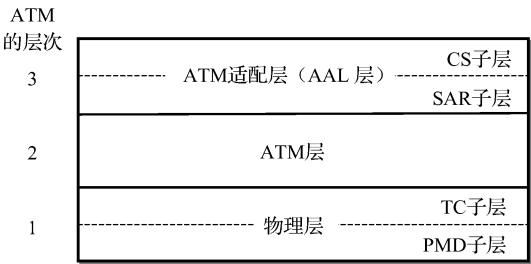 ATM
的层次
CS子层
3 ATM适配层（AAL 层）
SAR子层
2 ATM层
TC子层
1 物理层
PMD子层